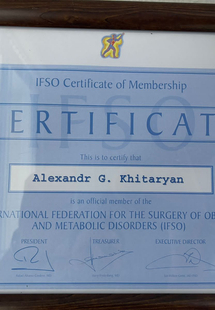 IFSO Certificate of Membership
ERTIFICAT
This is to certify that
Alexandr G. Khitaryan
is an official member of the
RNATIONAL FEDERATION FOR THE SURGERY OF OB
AND METABOLIC DISORDERS (IFSO)
PRESIDENT TREASURER EXECUTIVE DIRECTOR